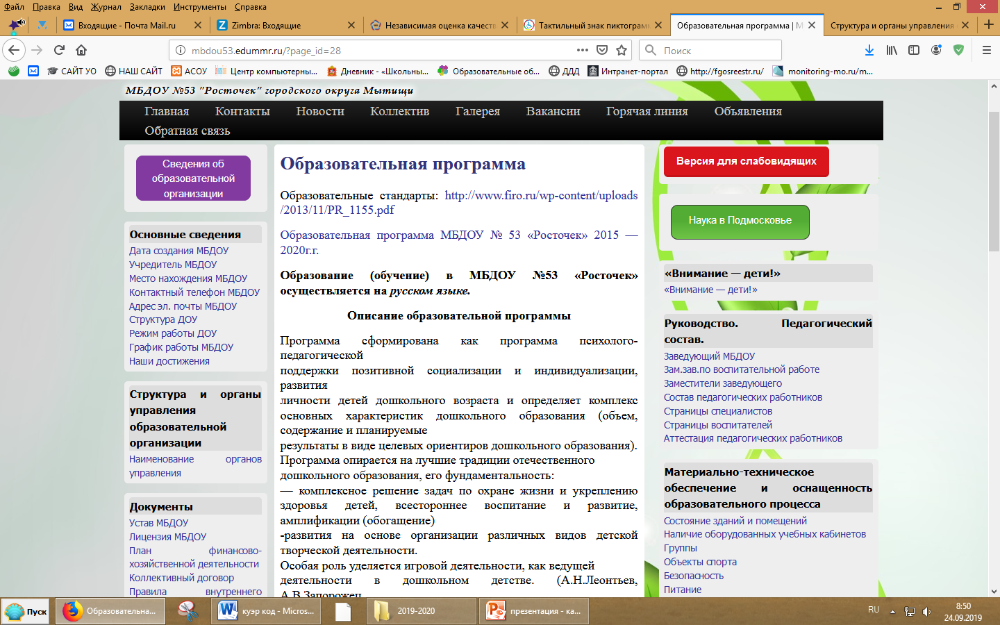 Файл Правка Вид Журнал Закладки Инструменты Справка
Входящие - Почта Mail.ru
Zimbra: Входящие
Независимая оценка качеств
Тактильный знак пиктограм
Образовательная программа | М
Структура и органы управления
mbdou53.edummr.ru/?page_id=28
Поиск
САЙТ УО
НАШ САЙТ
АСОУ
Центр компьютерны...
Дневник - «Школьны...
Образовательные об...
ДДД
Интранет-портал
http://fgosreestr.ru/
monitoring-mo.ru/m...
МБДОУ №53 "Росточек" городского округа Мытищи
Главная Контакты Новости Коллектив Галерея Вакансии Горячая линия Объявления
Обратная связь
Сведения об
образовательной
организации
Основные сведения
Дата создания МБДОУ
Учредитель МБДОУ
Место нахождения МБДОУ
Контактный телефон МБДОУ
Адрес эл. почты МБДОУ
Структура ДОУ
Режим работы ДОУ
График работы МБДОУ
Наши достижения
Структура и органы
управления
образовательной
организации
Наименование органов
управления
Документы
Устав МБДОУ
Лицензия МБДОУ
План финансово-
хозяйственной деятельности
Коллективный договор
Правила внутреннего
Образовательная программа
Образовательные стандарты: http://www.firo.ru/wp-content/uploads
/2013/11/PR_1155.pdf
Образовательная программа МБДОУ № 53 «Росточек» 2015 —
2020г.г.
Образование (обучение) в МБДОУ №53 «Росточек»
осуществляется на русском языке.
Описание образовательной программы
Программа сформирована как программа психолого-
педагогической
поддержки позитивной социализации и индивидуализации,
развития
личности детей дошкольного возраста и определяет комплекс
основных характеристик дошкольного образования (объем,
содержание и планируемые
результаты в виде целевых ориентиров дошкольного образования).
Программа опирается на лучшие традиции отечественного
дошкольного образования, его фундаментальность:
— комплексное решение задач по охране жизни и укреплению
здоровья детей, всестороннее воспитание и развитие,
амплификации (обогащение)
-развития на основе организации различных видов детской
творческой деятельности.
Особая роль уделяется игровой деятельности, как ведущей
деятельности в дошкольном детстве. (А.Н.Леонтьев,
А.В.Запорожец
Версия для слабовидящих
Наука в Подмосковье
«Внимание — дети!»
«Внимание — дети!»
Руководство. Педагогический
состав.
Заведующий МБДОУ
Зам.зав.по воспитательной работе
Заместители заведующего
Состав педагогических работников
Страницы специалистов
Страницы воспитателей
Аттестация педагогических работников
Материально-техническое
обеспечение и оснащенность
образовательного процесса
Состояние зданий и помещений
Наличие оборудованных учебных кабинетов
Группы
Объекты спорта
Безопасность
Питание
Пуск
Образовательна...
куэр код - Micros...
2019-2020
презентация - ка...
RU
8:50
24.09.2019